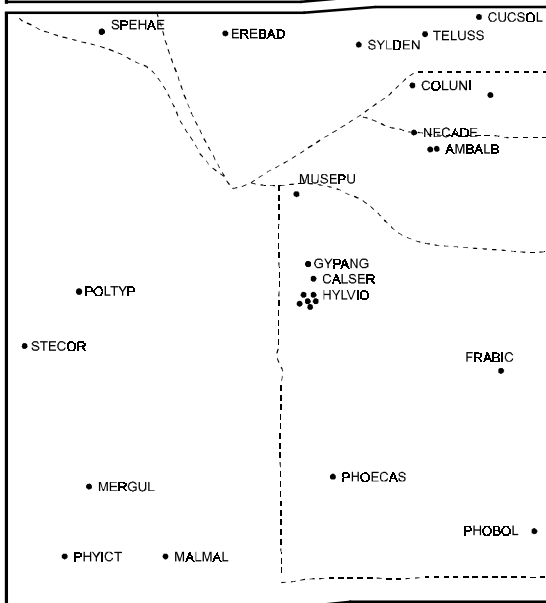 CUCSOL
SPEHAE
EREBAD
TELUSS
SYLDEN
COLUNI
NECADE
AMBALB
MUSEPU
GYPANG
CALSER
POLTYP
HYLVIO
STECOR
FRABIC
PHOECAS
MERGUL
PHOBOL
PHYICT
MALMAL